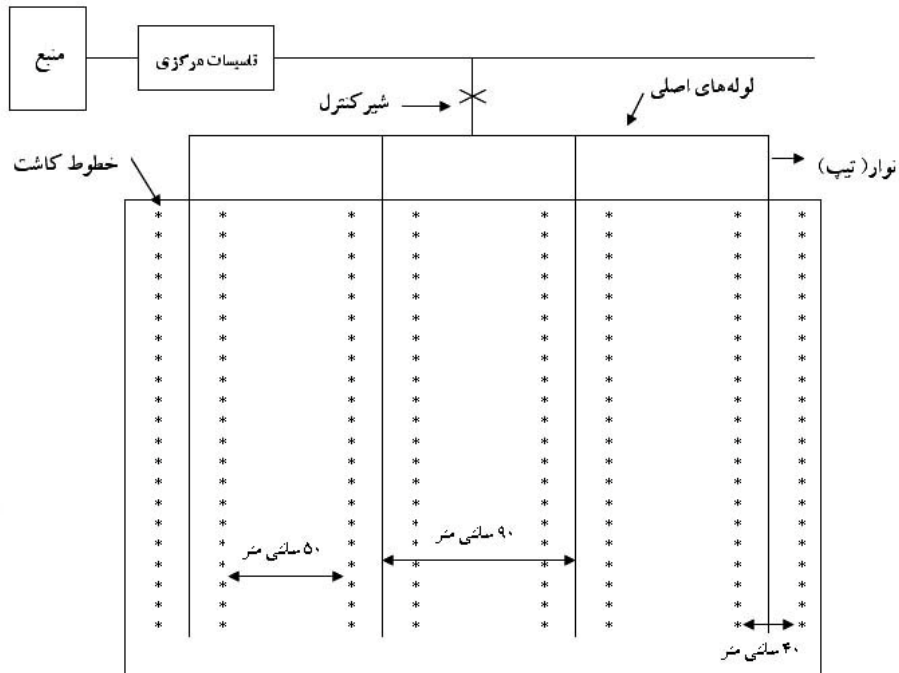 منبع
تاسیسات مرکزی
شیر کنترل
لوله‌های اصلی
خطوط کاشت
نوار( تیپ)
۵۰ سانتی متر
۹۰ سانتی متر
۴۰ سانتی متر